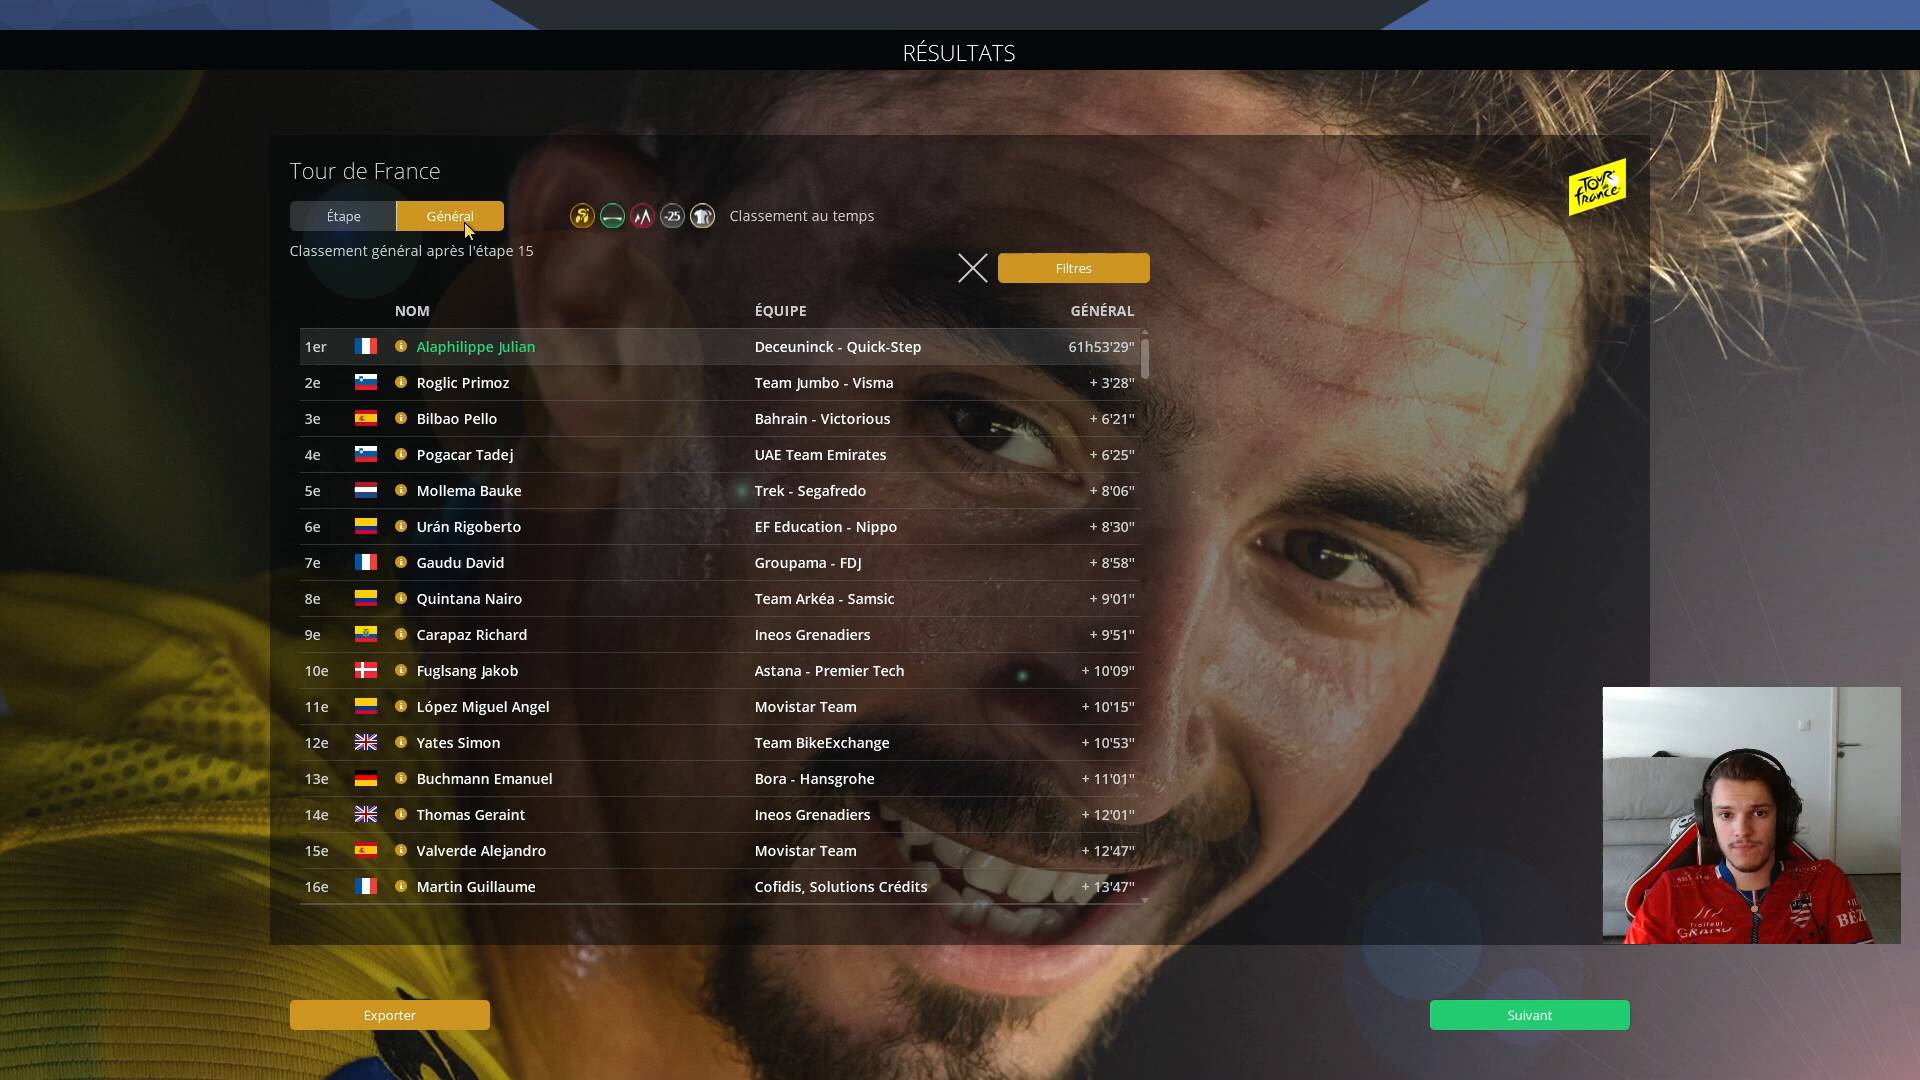 RÉSULTATS
Tour de France
TOUR de france
Étape Général -25 Classement au temps
Classement général après l'étape 15
Filtres
NOM ÉQUIPE GÉNÉRAL
1er Alaphilippe Julian Deceuninck - Quick-Step 61h53'29"
2e Roglic Primoz Team Jumbo - Visma + 3'28"
3e Bilbao Pello Bahrain - Victorious + 6'21"
4e Pogacar Tadej UAE Team Emirates + 6'25"
5e Mollema Bauke Trek - Segafredo + 8'06"
6e Urán Rigoberto EF Education - Nippo + 8'30"
7e Gaudu David Groupama - FDJ + 8'58"
8e Quintana Nairo Team Arkéa - Samsic + 9'01"
9e Carapaz Richard Ineos Grenadiers + 9'51"
10e Fuglsang Jakob Astana - Premier Tech + 10'09"
11e López Miguel Angel Movistar Team + 10'15"
12e Yates Simon Team BikeExchange + 10'53"
13e Buchmann Emanuel Bora - Hansgrohe + 11'01"
14e Thomas Geraint Ineos Grenadiers + 12'01"
15e Valverde Alejandro Movistar Team + 12'47"
16e Martin Guillaume Cofidis, Solutions Crédits + 13'47"
Traiteur
GRAND
BÉZ
Exporter Suivant